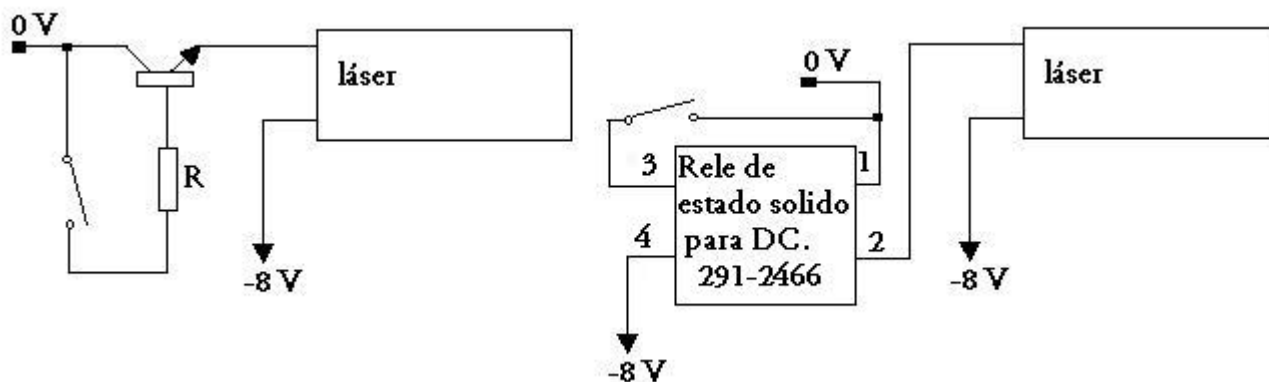 0 V
láser
R
-8 V
0 V
láser
3
1
Rele de
estado solido
4
para DC.
2
291-2466
-8 V
-8 V